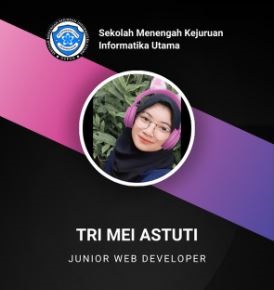 Sekolah Menengah Kejuruan
Informatika Utama
TRI MEI ASTUTI
JUNIOR WEB DEVELOPER